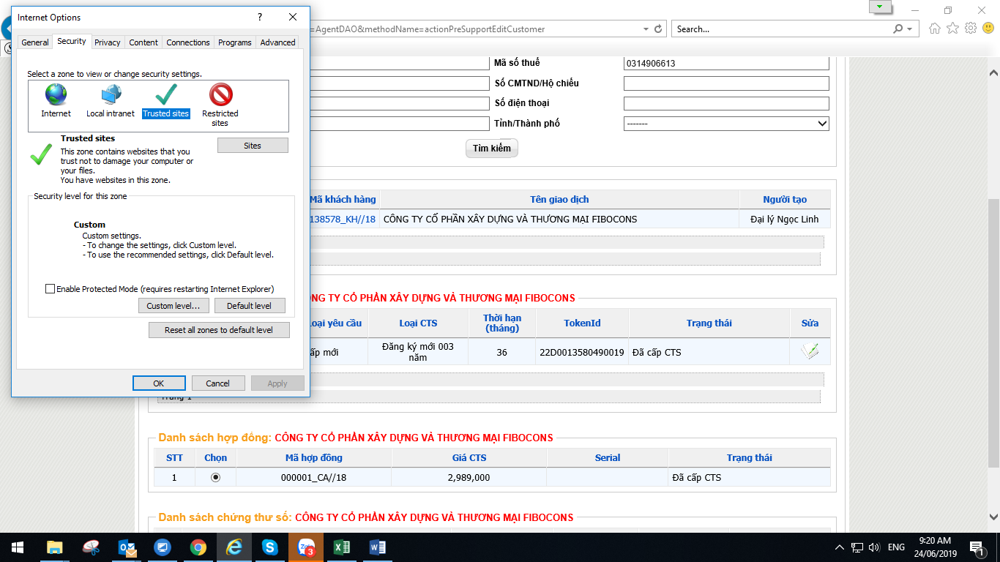 Internet Options
?
General
Security
Privacy
Content
Connections
Programs
Advanced
Select a zone to view or change security settings.
Internet
Local intranet
Trusted sites
Restricted
sites
Trusted sites
Sites
This zone contains websites that you
trust not to damage your computer or
your files.
You have websites in this zone.
Security level for this zone
Custom
Custom settings.
- To change the settings, click Custom level.
- To use the recommended settings, click Default level.
Enable Protected Mode (requires restarting Internet Explorer)
Custom level...
Default level
Reset all zones to default level
OK
Cancel
Apply
=AgentDAO&methodName=actionPreSupportEditCustomer
Search...
Mã số thuế
0314906613
Số CMTND/Hộ chiếu
Số điện thoại
Tỉnh/Thành phố
-------
Tìm kiếm
Mã khách hàng
Tên giao dịch
Người tạo
138578_KH//18
CÔNG TY CỔ PHẦN XÂY DỰNG VÀ THƯƠNG MẠI FIBOCONS
Đại lý Ngọc Linh
NG TY CỔ PHẦN XÂY DỰNG VÀ THƯƠNG MẠI FIBOCONS
oại yêu cầu
Loại CTS
Thời hạn
(tháng)
TokenId
Trạng thái
Sửa
ấp mới
Đăng ký mới 003
năm
36
22D0013580490019
Đã cấp CTS
Trang 1
Danh sách hợp đồng: CÔNG TY CỔ PHẦN XÂY DỰNG VÀ THƯƠNG MẠI FIBOCONS
STT
Chọn
Mã hợp đồng
Giá CTS
Serial
Trạng thái
1
000001_CA//18
2,989,000
Đã cấp CTS
Danh sách chứng thư số: CÔNG TY CỔ PHẦN XÂY DỰNG VÀ THƯƠNG MẠI FIBOCONS
Zalo
3
ENG
9:20 AM
24/06/2019
1